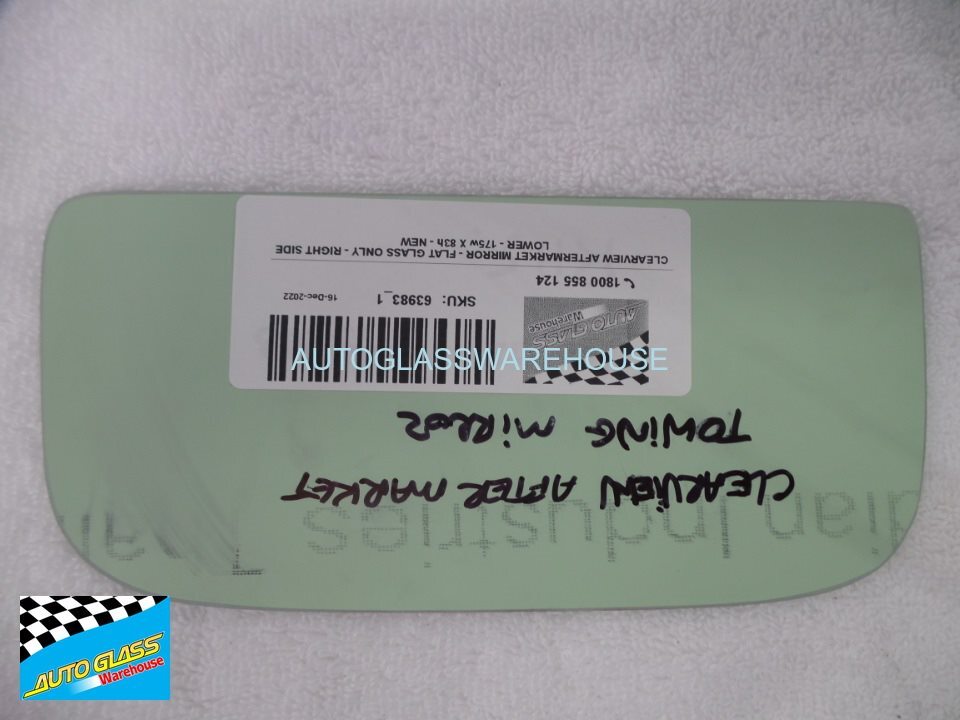 CLEARVIEW AFTERMARKET MIRROR - FLAT GLASS ONLY - RIGHT SIDE
LOWER - 175w X 83h - NEW
1800 855 124
SKU: 63983_1
16-Dec-2022
AUTO GLASS
Warehouse
AUTOGLASSWAREHOUSE
TOWING MIRROR
CLEARVIEW AFTER MARKET
Industries
AUTO GLASS
Warehouse